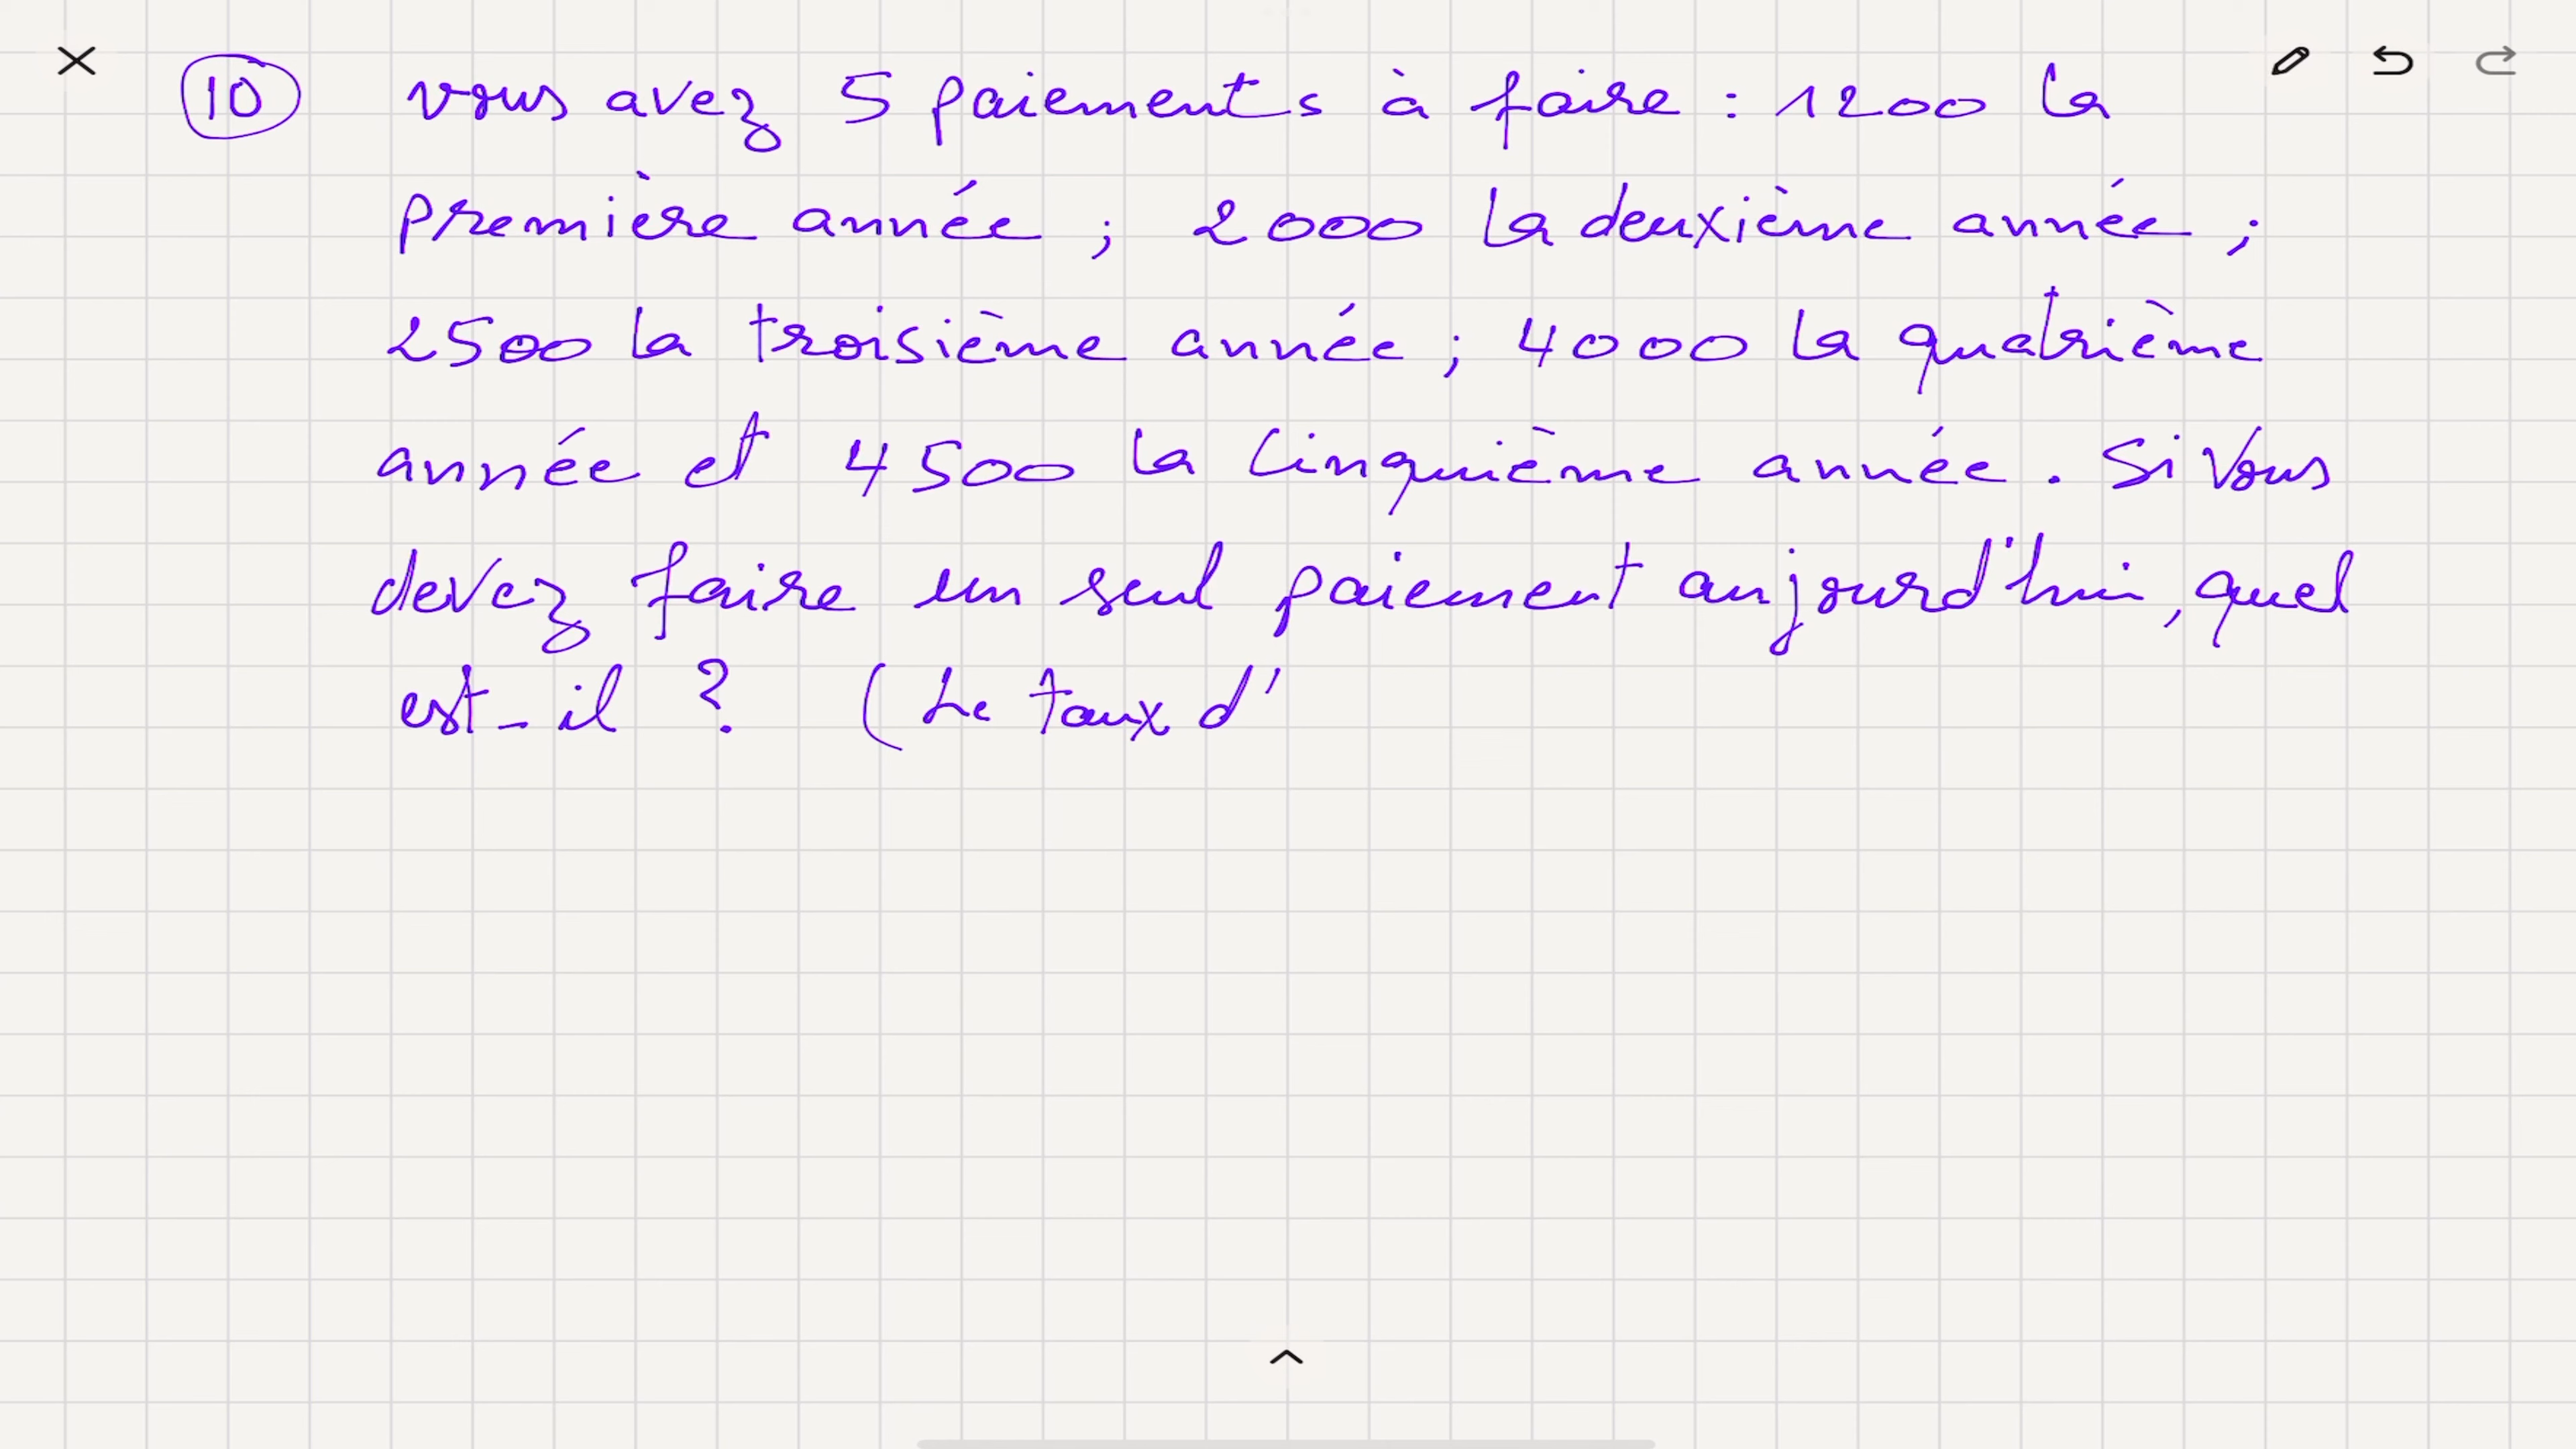 10 vous avez 5 paiements à faire : 1200 la
première année ; 2000 la deuxième année ;
2500 la troisième année ; 4000 la quatrième
année et 4500 la cinquième année. Si vous
devez faire un seul paiement aujourd'hui, quel
est-il ? (Le taux d'